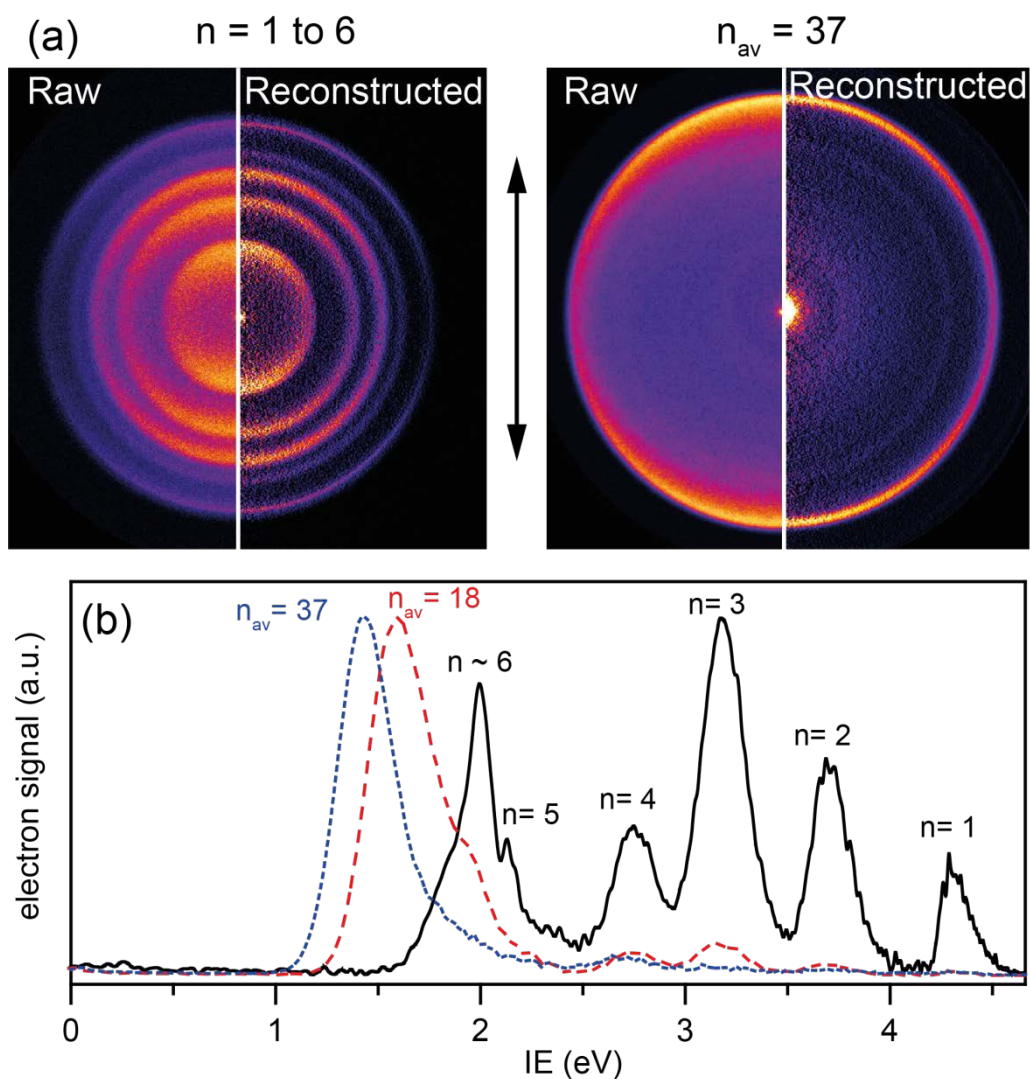 (a)
n = 1 to 6
n_av = 37
Raw
Reconstructed
Raw
Reconstructed
(b)
n_av = 37
n_av = 18
n ~ 6
n= 5
n= 4
n= 3
n= 2
n= 1
electron signal (a.u.)
0
1
2
3
4
IE (eV)